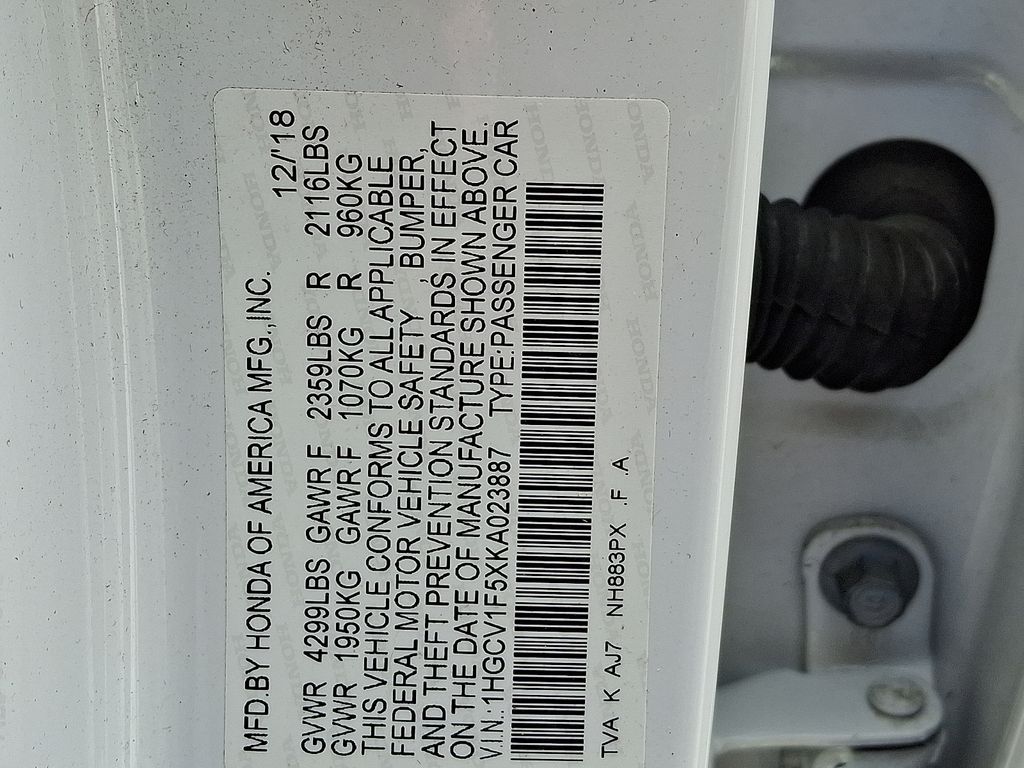 MFD.BY HONDA OF AMERICA MFG.,INC. 12/'18
GVWR 4299LBS GAWR F 2359LBS R 2116LBS
GVWR 1950KG GAWR F 1070KG R 960KG
THIS VEHICLE CONFORMS TO ALL APPLICABLE
FEDERAL MOTOR VEHICLE SAFETY, BUMPER,
AND THEFT PREVENTION STANDARDS IN EFFECT
ON THE DATE OF MANUFACTURE SHOWN ABOVE.
V.I.N.:1HGCV1F5XKA023887 TYPE:PASSENGER CAR
TVA K AJ7 NH883PX .F .A